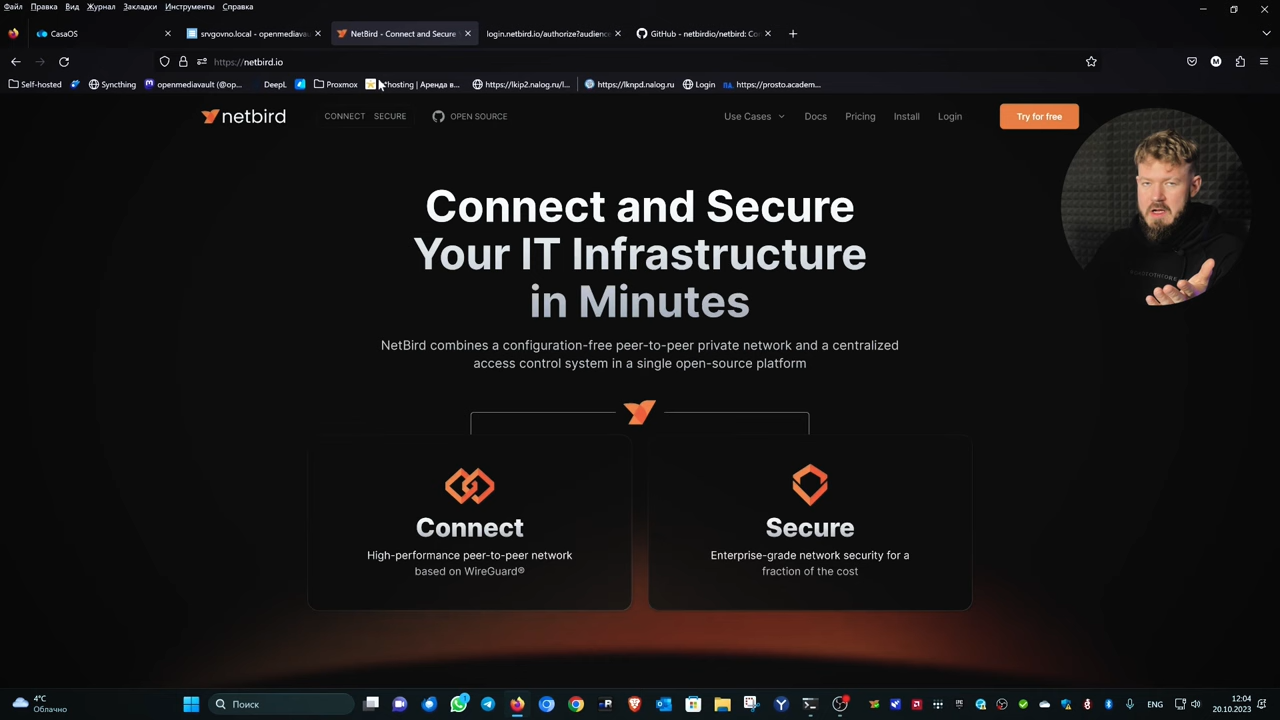 Файл Правка Вид Журнал Закладки Инструменты Справка
CasaOS
srvgovno.local - openmediavau
NetBird - Connect and Secure
login.netbird.io/authorize?audience
GitHub - netbirdio/netbird: Con
https://netbird.io
Self-hosted
Syncthing
openmediavault (@op...
DeepL
Proxmox
*hosting | Аренда в...
https://lkip2.nalog.ru/l...
https://lknpd.nalog.ru
Login
https://prosto.academ...
netbird
CONNECT SECURE
OPEN SOURCE
Use Cases
Docs
Pricing
Install
Login
Try for free
Connect and Secure
Your IT Infrastructure
in Minutes
NetBird combines a configuration-free peer-to-peer private network and a centralized
access control system in a single open-source platform
Connect
High-performance peer-to-peer network
based on WireGuard®
Secure
Enterprise-grade network security for a
fraction of the cost
4°C
Облачно
Поиск
ENG
12:04
20.10.2023